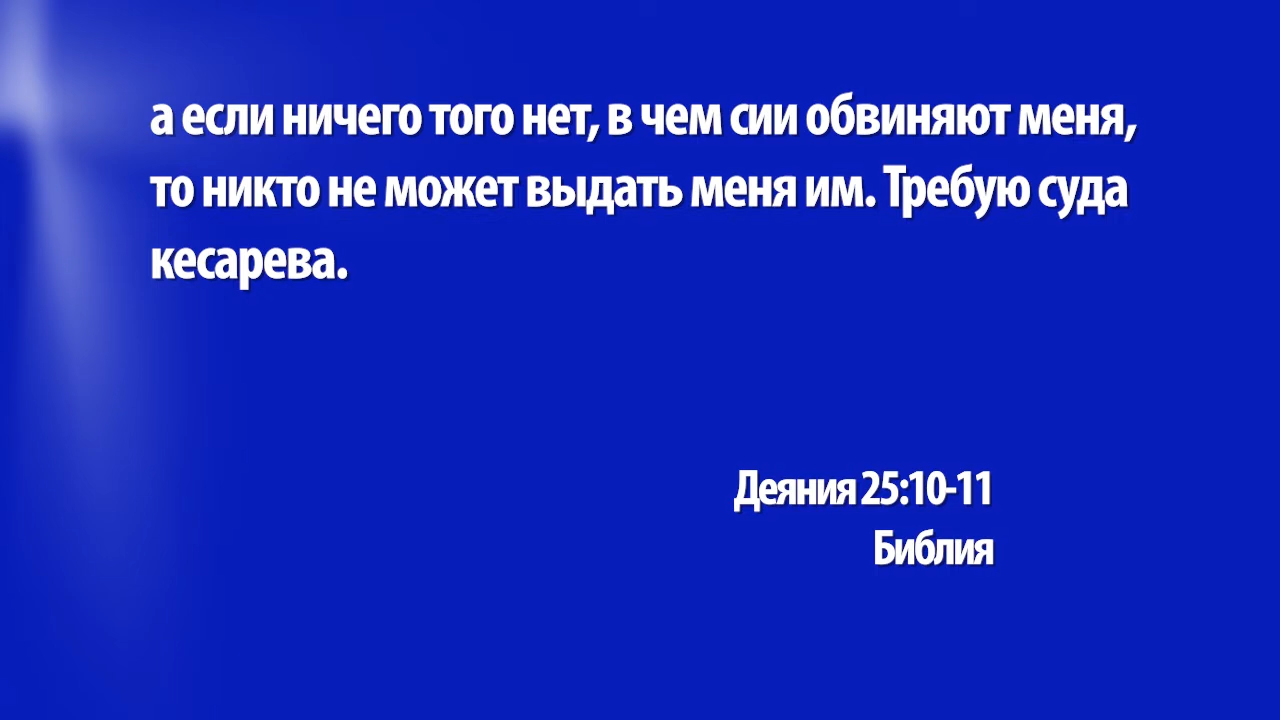 а если ничего того нет, в чем сии обвиняют меня,
то никто не может выдать меня им. Требую суда
кесарева.
Деяния 25:10-11
Библия